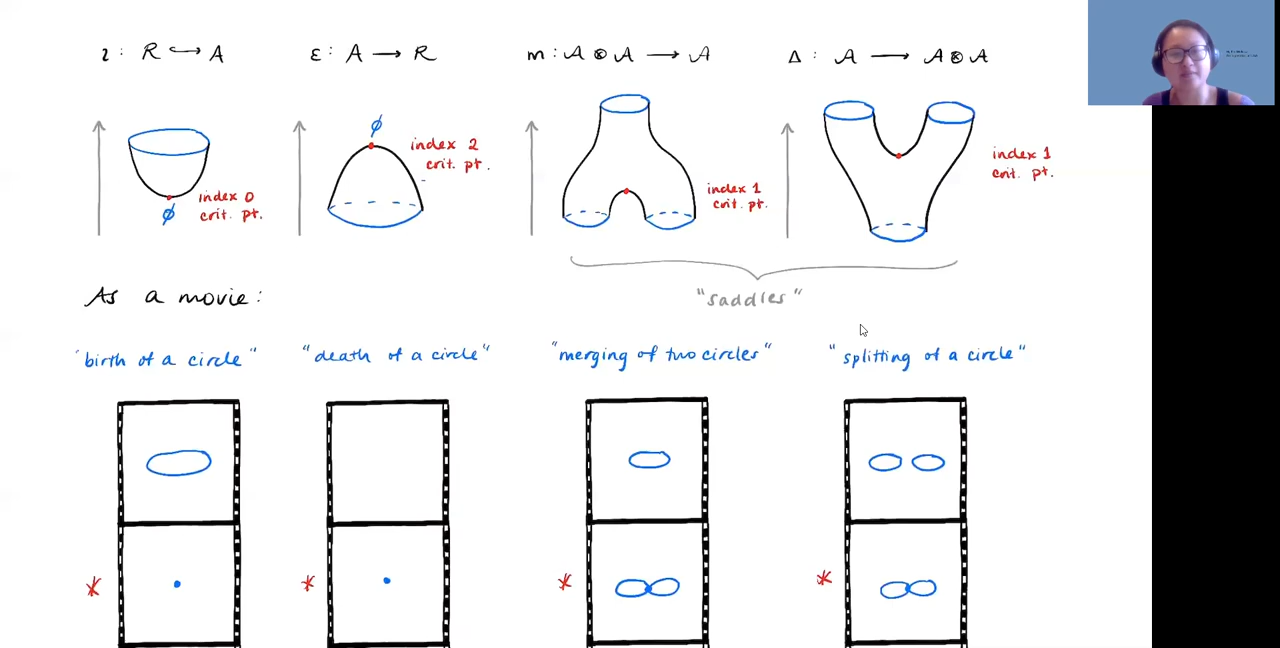 ι : R ↪ A
ε : A → R
m : A ⊗ A → A
Δ : A → A ⊗ A
∅
index 2
crit. pt.
index 0
crit. pt.
∅
index 1
crit. pt.
index 1
crit. pt.
"saddles"
As a movie:
"birth of a circle"
"death of a circle"
"merging of two circles"
"splitting of a circle"
*
*
*
*